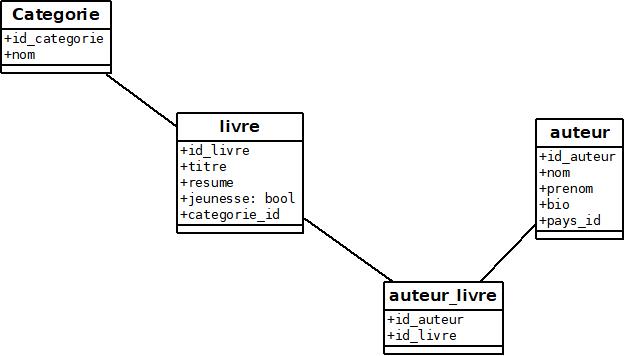 Categorie
+id_categorie
+nom
livre
+id_livre
+titre
+resume
+jeunesse: bool
+categorie_id
auteur
+id_auteur
+nom
+prenom
+bio
+pays_id
auteur_livre
+id_auteur
+id_livre